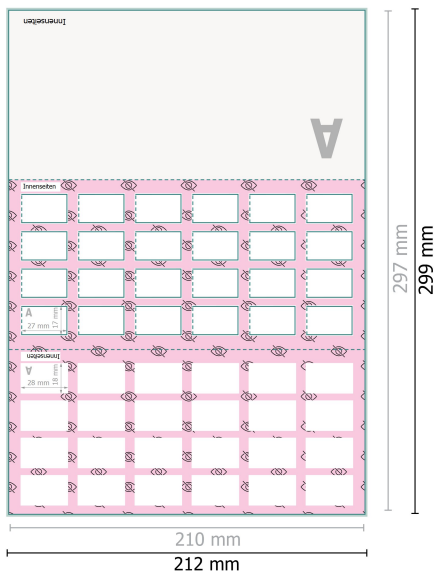 Innenseiten
A
Innenseiten
A
27 mm
17 mm
Innenseiten
A
28 mm
18 mm
297 mm
299 mm
210 mm
212 mm